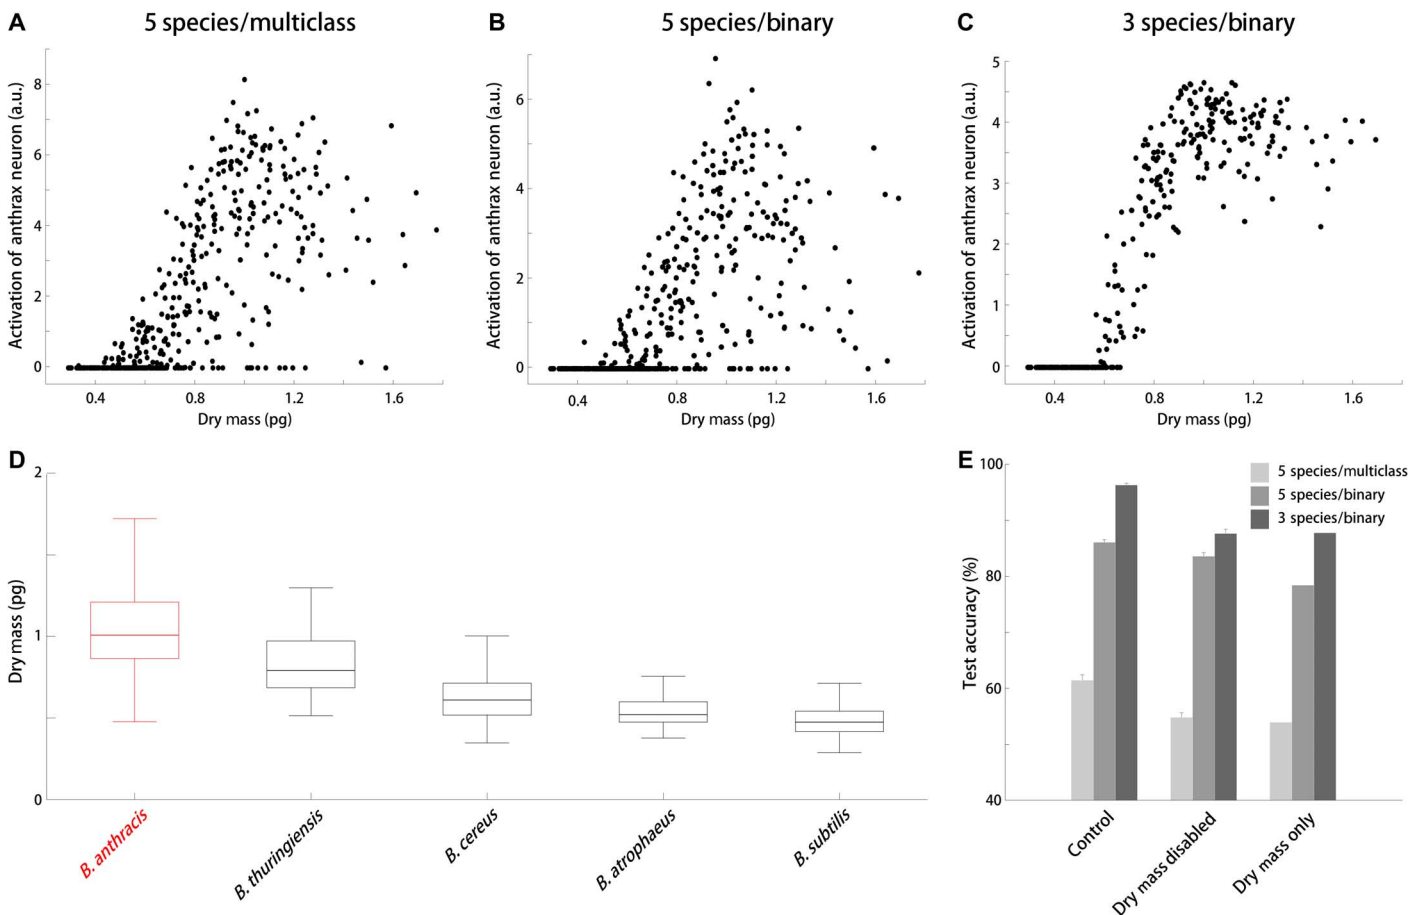 A
5 species/multiclass
B
5 species/binary
C
3 species/binary
Activation of anthrax neuron (a.u.)
8
6
4
2
0
0.4
0.8
1.2
1.6
Dry mass (pg)
Activation of anthrax neuron (a.u.)
6
4
2
0
0.4
0.8
1.2
1.6
Dry mass (pg)
Activation of anthrax neuron (a.u.)
5
4
3
2
1
0
0.4
0.8
1.2
1.6
Dry mass (pg)
D
Dry mass (pg)
2
1
0
B. anthracis
B. thuringiensis
B. cereus
B. atrophaeus
B. subtilis
E
Test accuracy (%)
100
80
60
40
5 species/multiclass
5 species/binary
3 species/binary
Control
Dry mass disabled
Dry mass only